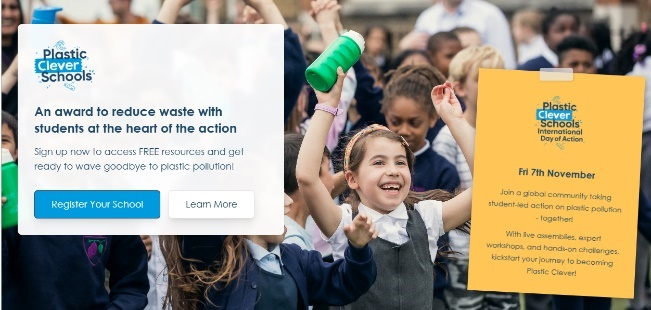 Plastic
Clever
Schools
An award to reduce waste with
students at the heart of the action
Sign up now to access FREE resources and get
ready to wave goodbye to plastic pollution!
Register Your School
Learn More
Plastic
Clever
Schools
International
Day of Action
Fri 7th November
Join a global community taking
student-led action on plastic pollution
- together!
With live assemblies, expert
workshops, and hands-on challenges,
kickstart your journey to becoming
Plastic Clever!